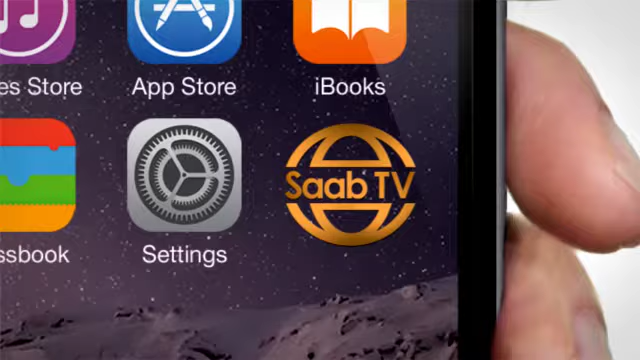 es Store
App Store
iBooks
Saab TV
ssbook
Settings